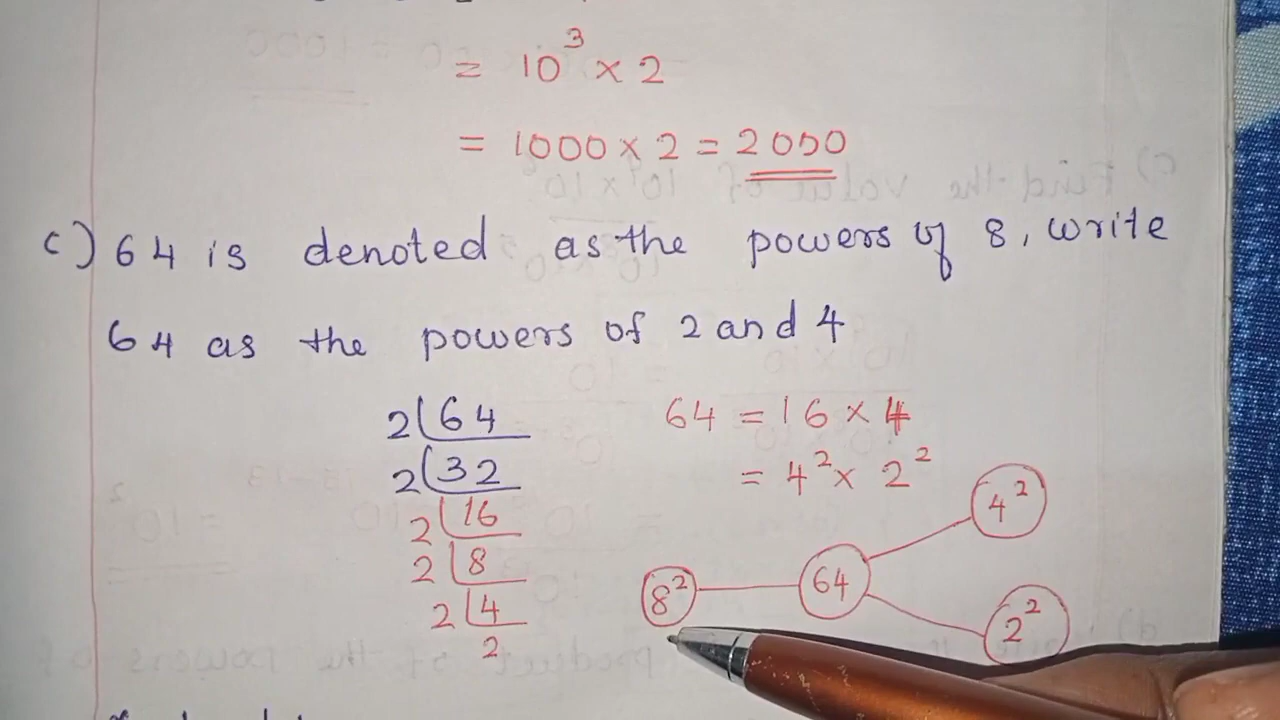 = 10³ × 2
= 1000 × 2 = 2000
c) 64 is denoted as the powers of 8, write
64 as the powers of 2 and 4
2 64
2 32
2 16
2 8
2 4
2
64 = 16 × 4
= 4² × 2²
8² 64 4²
2²